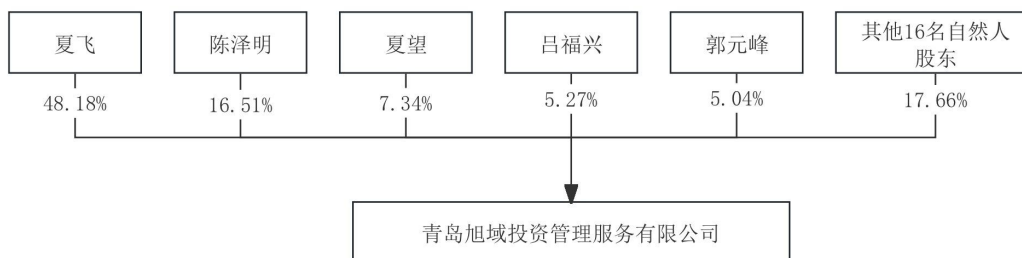 夏飞
陈泽明
夏望
吕福兴
郭元峰
其他16名自然人
股东
48.18%
16.51%
7.34%
5.27%
5.04%
17.66%
青岛旭域投资管理服务有限公司